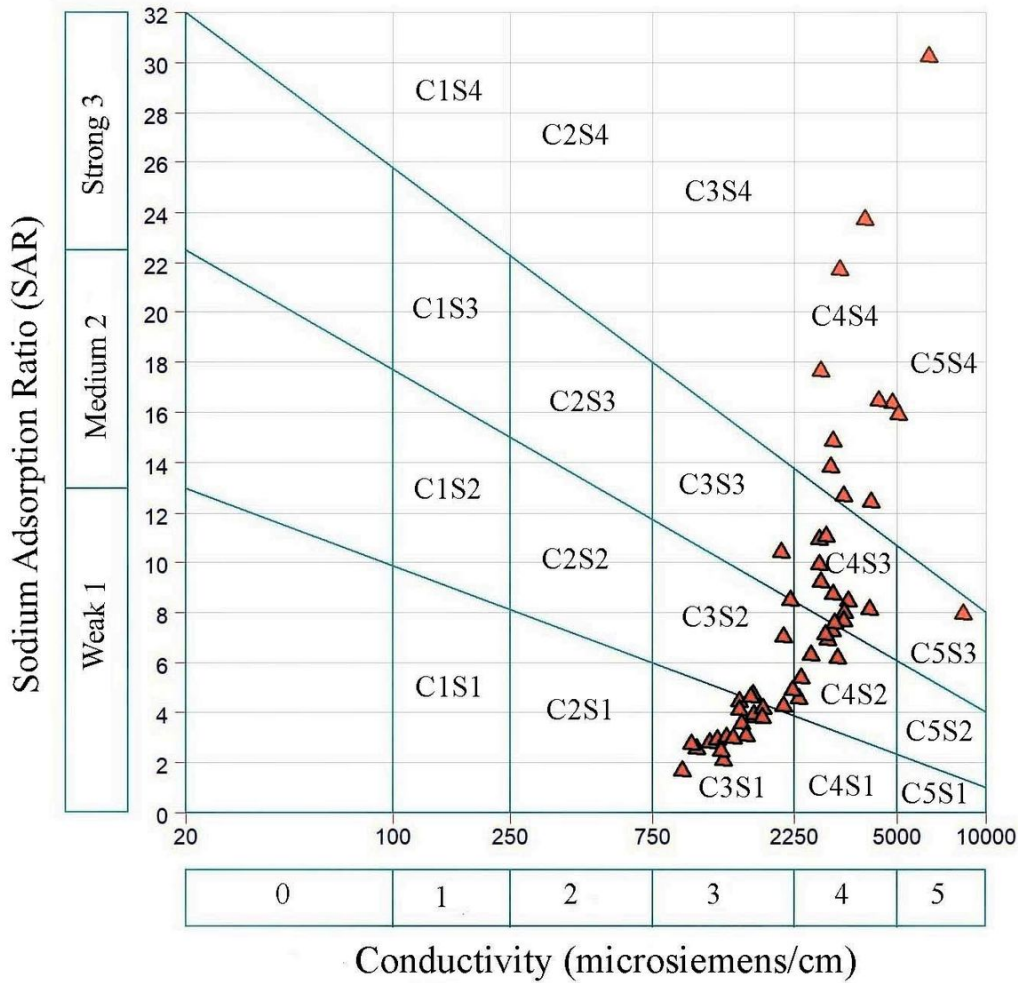 Sodium Adsorption Ratio (SAR)
Strong 3
Medium 2
Weak 1
32
30
28
26
24
22
20
18
16
14
12
10
8
6
4
2
0
C1S4
C2S4
C3S4
C4S4
C5S4
C1S3
C2S3
C3S3
C4S3
C5S3
C1S2
C2S2
C3S2
C4S2
C5S2
C1S1
C2S1
C3S1
C4S1
C5S1
20 100 250 750 2250 5000 10000
0 1 2 3 4 5
Conductivity (microsiemens/cm)